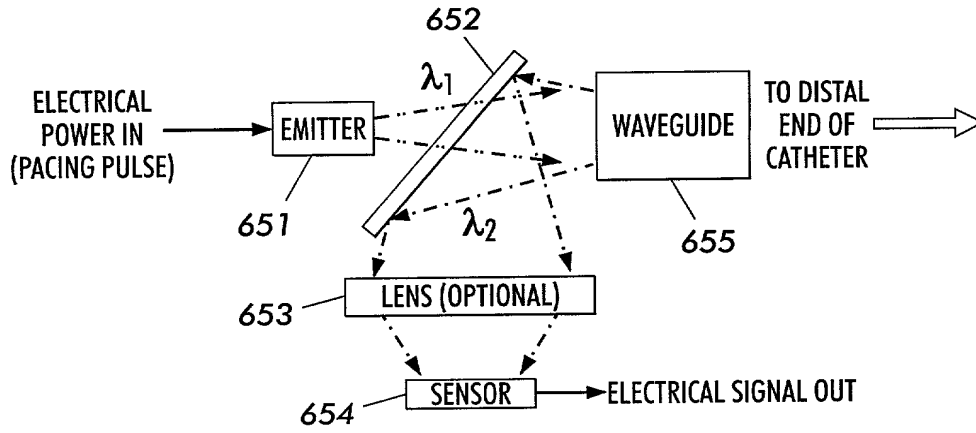 652
λ1
ELECTRICAL
POWER IN
(PACING PULSE)
EMITTER
651
WAVEGUIDE
655
TO DISTAL
END OF
CATHETER
λ2
LENS (OPTIONAL)
653
SENSOR
654
ELECTRICAL SIGNAL OUT